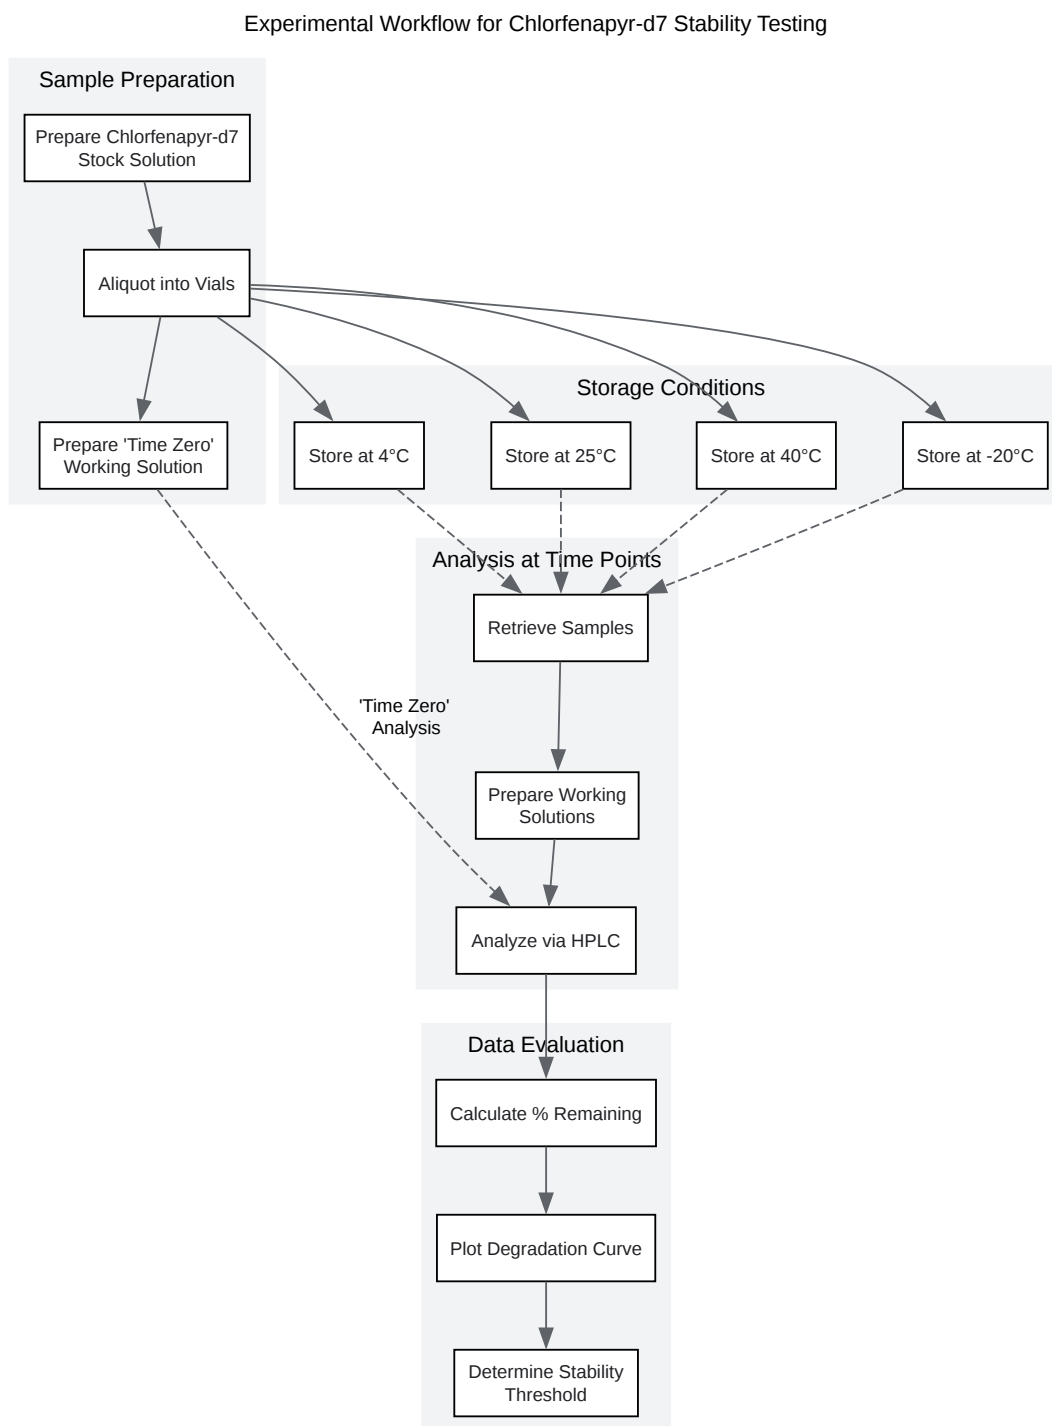 Experimental Workflow for Chlorfenapyr-d7 Stability Testing
Sample Preparation
Prepare Chlorfenapyr-d7
Stock Solution
Aliquot into Vials
Prepare 'Time Zero'
Working Solution
Storage Conditions
Store at 4°C
Store at 25°C
Store at 40°C
Store at -20°C
Analysis at Time Points
Retrieve Samples
'Time Zero'
Analysis
Prepare Working
Solutions
Analyze via HPLC
Data Evaluation
Calculate % Remaining
Plot Degradation Curve
Determine Stability
Threshold